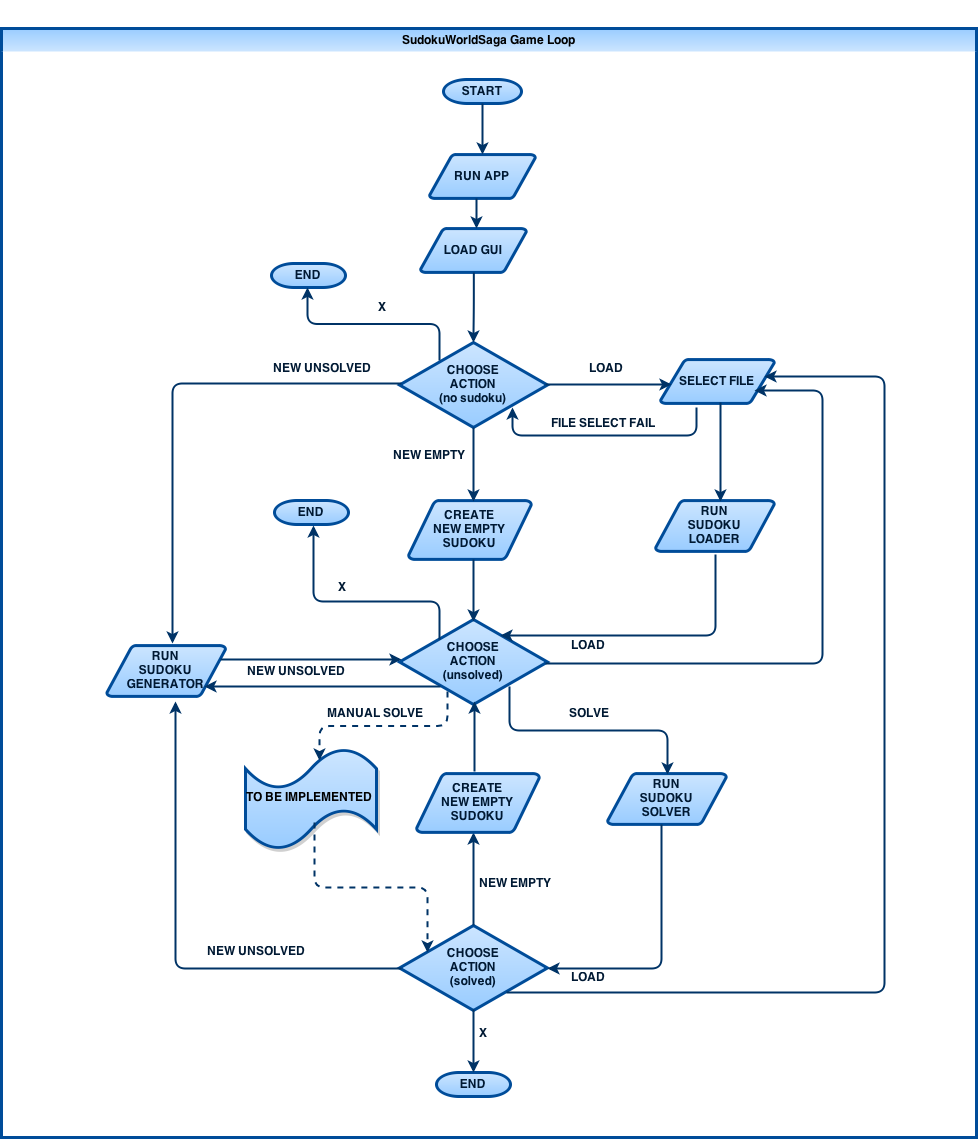 SudokuWorldSaga Game Loop
START
RUN APP
LOAD GUI
END
X
NEW UNSOLVED
CHOOSE
ACTION
(no sudoku)
LOAD
SELECT FILE
FILE SELECT FAIL
NEW EMPTY
END
CREATE
NEW EMPTY
SUDOKU
RUN
SUDOKU
LOADER
X
LOAD
RUN
SUDOKU
GENERATOR
NEW UNSOLVED
CHOOSE
ACTION
(unsolved)
MANUAL SOLVE
SOLVE
TO BE IMPLEMENTED
CREATE
NEW EMPTY
SUDOKU
RUN
SUDOKU
SOLVER
NEW EMPTY
NEW UNSOLVED
CHOOSE
ACTION
(solved)
LOAD
X
END